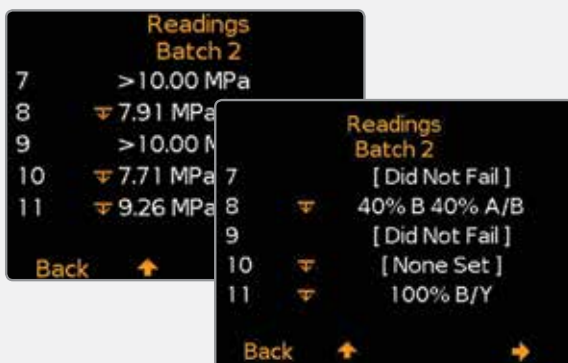 Readings
Batch 2
7 >10.00 MPa
8 7.91 MPa
9 >10.00 M
10 7.71 MPa
11 9.26 MPa
Back
Readings
Batch 2
7 [ Did Not Fail ]
8 40% B 40% A/B
9 [ Did Not Fail ]
10 [ None Set ]
11 100% B/Y
Back